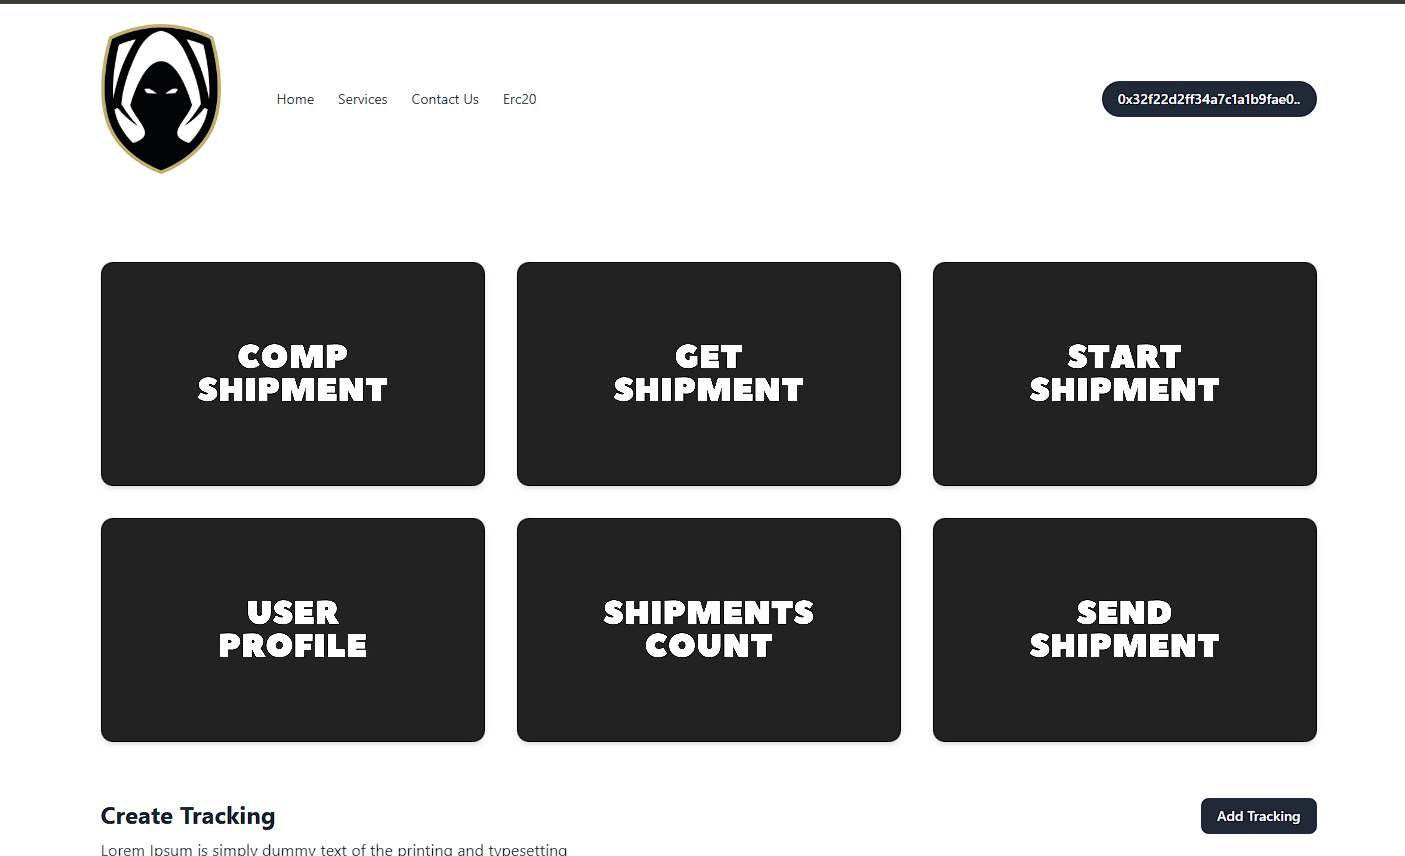 Home Services Contact Us Erc20
0x32f22d2ff34a7c1a1b9fae0..
COMP
SHIPMENT
GET
SHIPMENT
START
SHIPMENT
USER
PROFILE
SHIPMENTS
COUNT
SEND
SHIPMENT
Create Tracking
Add Tracking
Lorem Ipsum is simply dummy text of the printing and typesetting